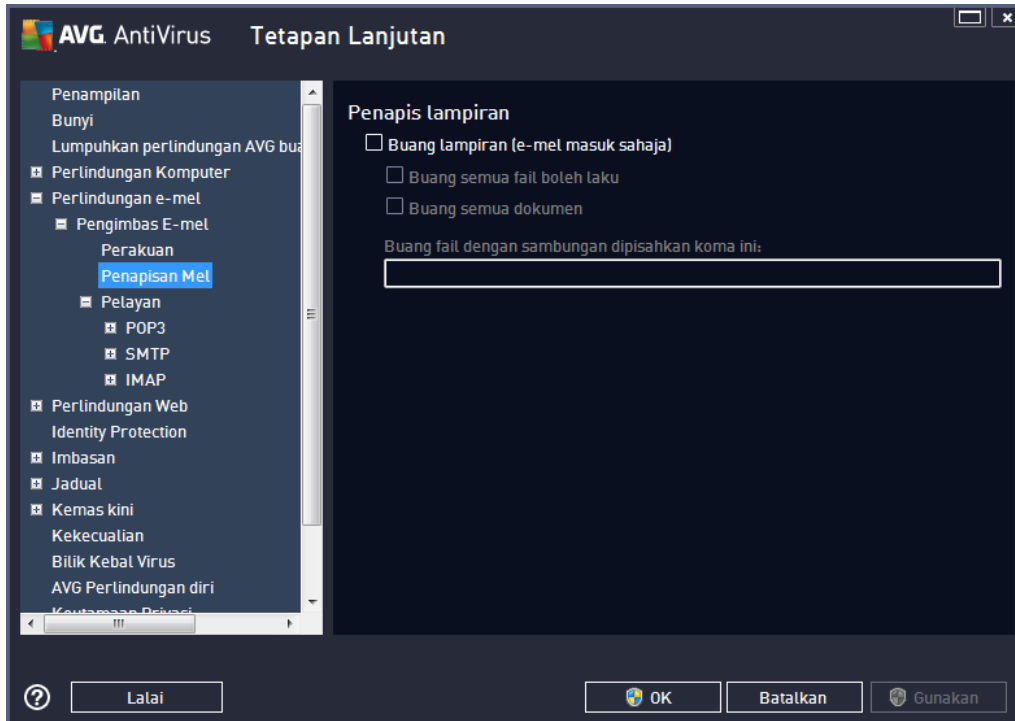 AVG. AntiVirus
Tetapan Lanjutan
Penampilan
Bunyi
Lumpuhkan perlindungan AVG bua
Perlindungan Komputer
Perlindungan e-mel
Pengimbas E-mel
Perakuan
Penapisan Mel
Pelayan
POP3
SMTP
IMAP
Perlindungan Web
Identity Protection
Imbasan
Jadual
Kemas kini
Kekecualian
Bilik Kebal Virus
AVG Perlindungan diri
Keutamaan Privasi
Penapis lampiran
Buang lampiran (e-mel masuk sahaja)
Buang semua fail boleh laku
Buang semua dokumen
Buang fail dengan sambungan dipisahkan koma ini:
Lalai
OK
Batalkan
Gunakan